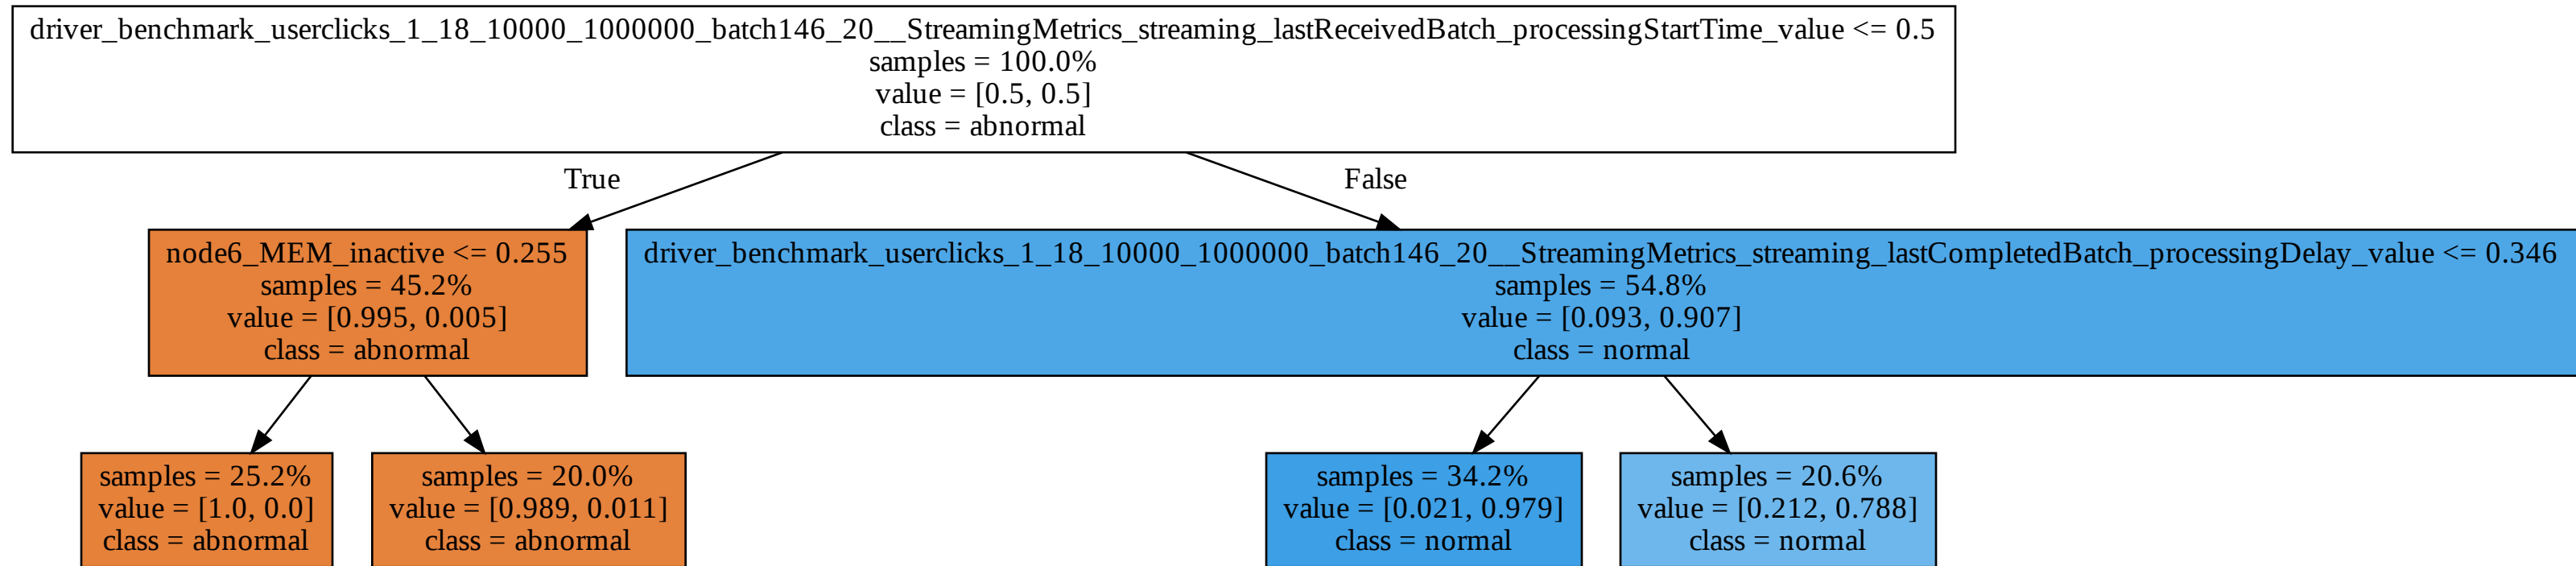 driver_benchmark_userclicks_1_18_10000_1000000_batch146_20__StreamingMetrics_streaming_lastReceivedBatch_processingStartTime_value <= 0.5
samples = 100.0%
value = [0.5, 0.5]
class = abnormal
True
False
node6_MEM_inactive <= 0.255
samples = 45.2%
value = [0.995, 0.005]
class = abnormal
driver_benchmark_userclicks_1_18_10000_1000000_batch146_20__StreamingMetrics_streaming_lastCompletedBatch_processingDelay_value <= 0.346
samples = 54.8%
value = [0.093, 0.907]
class = normal
samples = 25.2%
value = [1.0, 0.0]
class = abnormal
samples = 20.0%
value = [0.989, 0.011]
class = abnormal
samples = 34.2%
value = [0.021, 0.979]
class = normal
samples = 20.6%
value = [0.212, 0.788]
class = normal